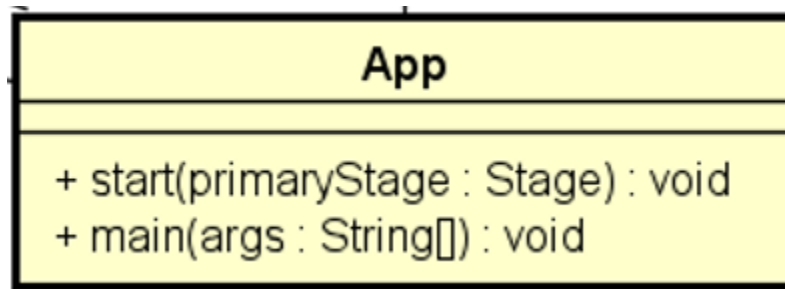 App
+ start(primaryStage : Stage) : void
+ main(args : String[]) : void